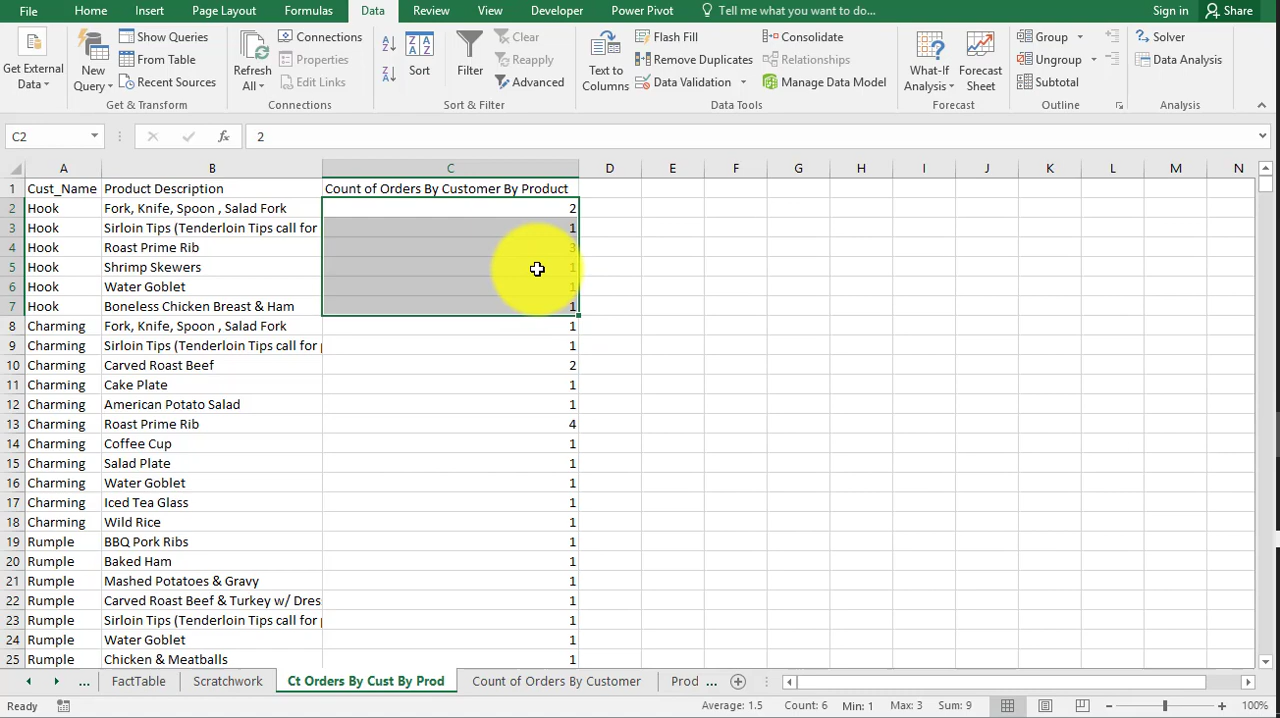 File Home Insert Page Layout Formulas Data Review View Developer Power Pivot Tell me what you want to do... Sign in Share
Get External Data
New Query
Show Queries
From Table
Recent Sources
Get & Transform
Refresh All
Connections
Properties
Edit Links
Connections
Sort
Filter
Clear
Reapply
Advanced
Sort & Filter
Text to Columns
Flash Fill
Remove Duplicates
Data Validation
Consolidate
Relationships
Manage Data Model
Data Tools
What-If Analysis
Forecast Sheet
Forecast
Group
Ungroup
Subtotal
Outline
Solver
Data Analysis
Analysis
C2 fx 2
A B C D E F G H I J K L M N
1 Cust_Name Product Description Count of Orders By Customer By Product
2 Hook Fork, Knife, Spoon , Salad Fork 2
3 Hook Sirloin Tips (Tenderloin Tips call for 1
4 Hook Roast Prime Rib 3
5 Hook Shrimp Skewers 1
6 Hook Water Goblet 1
7 Hook Boneless Chicken Breast & Ham 1
8 Charming Fork, Knife, Spoon , Salad Fork 1
9 Charming Sirloin Tips (Tenderloin Tips call for p 1
10 Charming Carved Roast Beef 2
11 Charming Cake Plate 1
12 Charming American Potato Salad 1
13 Charming Roast Prime Rib 4
14 Charming Coffee Cup 1
15 Charming Salad Plate 1
16 Charming Water Goblet 1
17 Charming Iced Tea Glass 1
18 Charming Wild Rice 1
19 Rumple BBQ Pork Ribs 1
20 Rumple Baked Ham 1
21 Rumple Mashed Potatoes & Gravy 1
22 Rumple Carved Roast Beef & Turkey w/ Dres 1
23 Rumple Sirloin Tips (Tenderloin Tips call for p 1
24 Rumple Water Goblet 1
25 Rumple Chicken & Meatballs 1
... FactTable Scratchwork Ct Orders By Cust By Prod Count of Orders By Customer Prod ...
Ready Average: 1.5 Count: 6 Min: 1 Max: 3 Sum: 9 100%